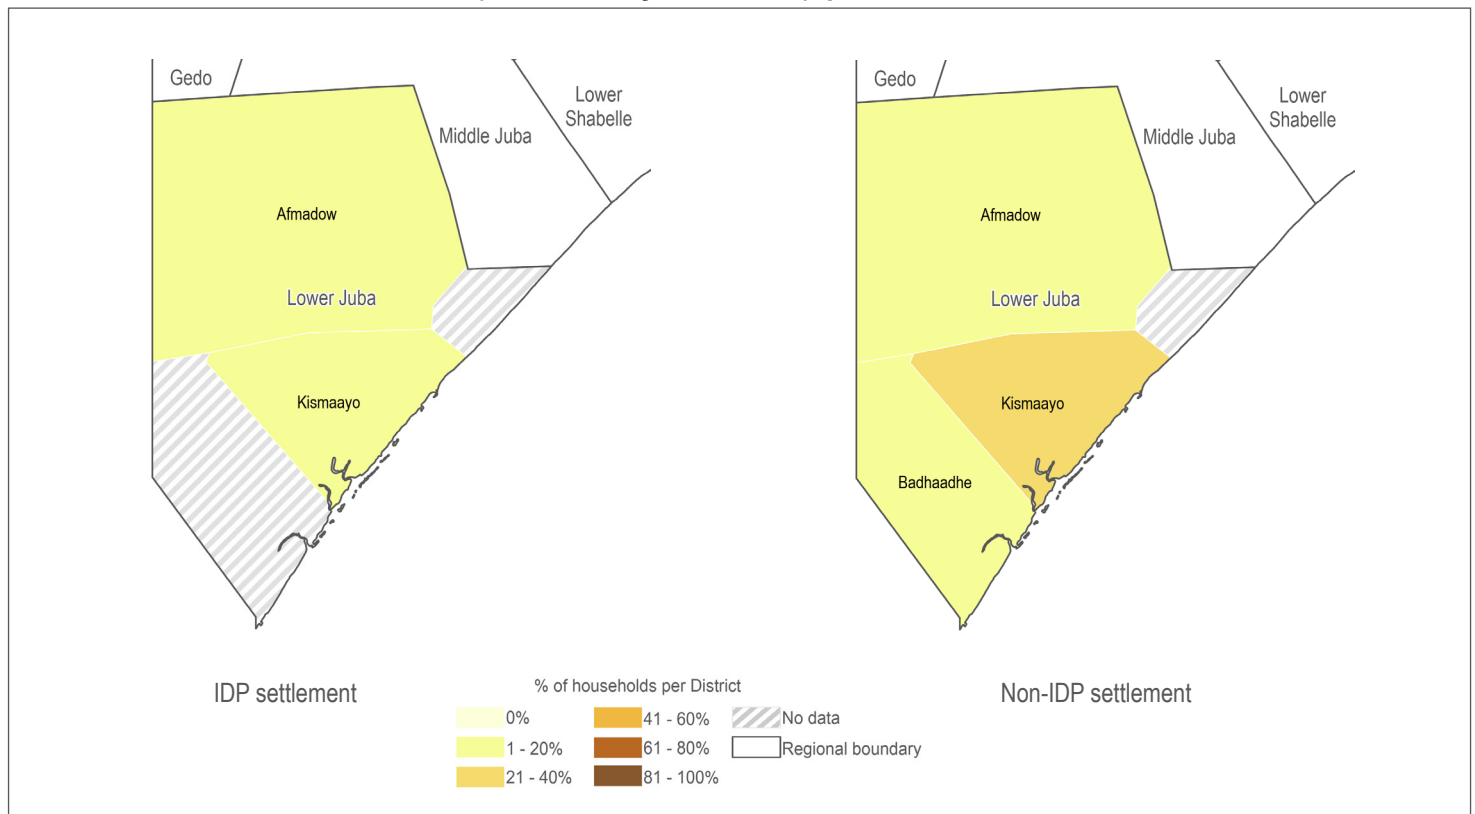 Gedo
Lower
Shabelle
Middle Juba
Afmadow
Lower Juba
Kismaayo
IDP settlement
Gedo
Lower
Shabelle
Middle Juba
Afmadow
Lower Juba
Kismaayo
Badhaadhe
Non-IDP settlement
% of households per District
0%
1 - 20%
21 - 40%
41 - 60%
61 - 80%
81 - 100%
No data
Regional boundary